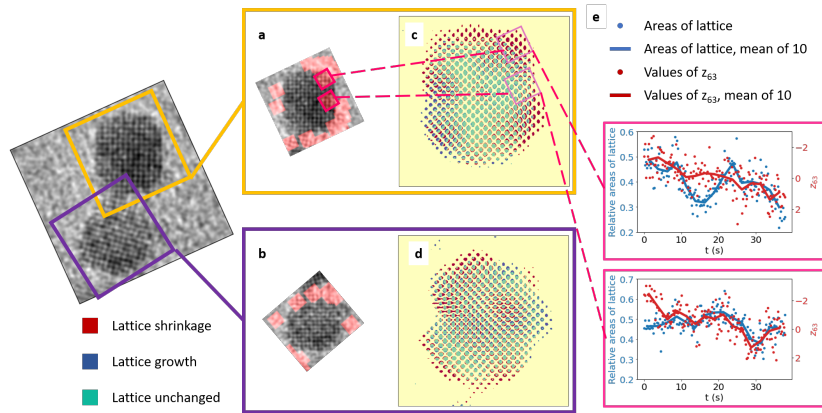 a
c
e
Areas of lattice
Areas of lattice, mean of 10
Values of z₆₃
Values of z₆₃, mean of 10
0.6
0.5
0.4
0.3
0.2
Relative areas of lattice
−2
0
2
z₆₃
0 10 20 30
t (s)
b
d
0.7
0.6
0.5
0.4
0.3
0.2
Relative areas of lattice
−2
0
2
z₆₃
0 10 20 30
t (s)
Lattice shrinkage
Lattice growth
Lattice unchanged